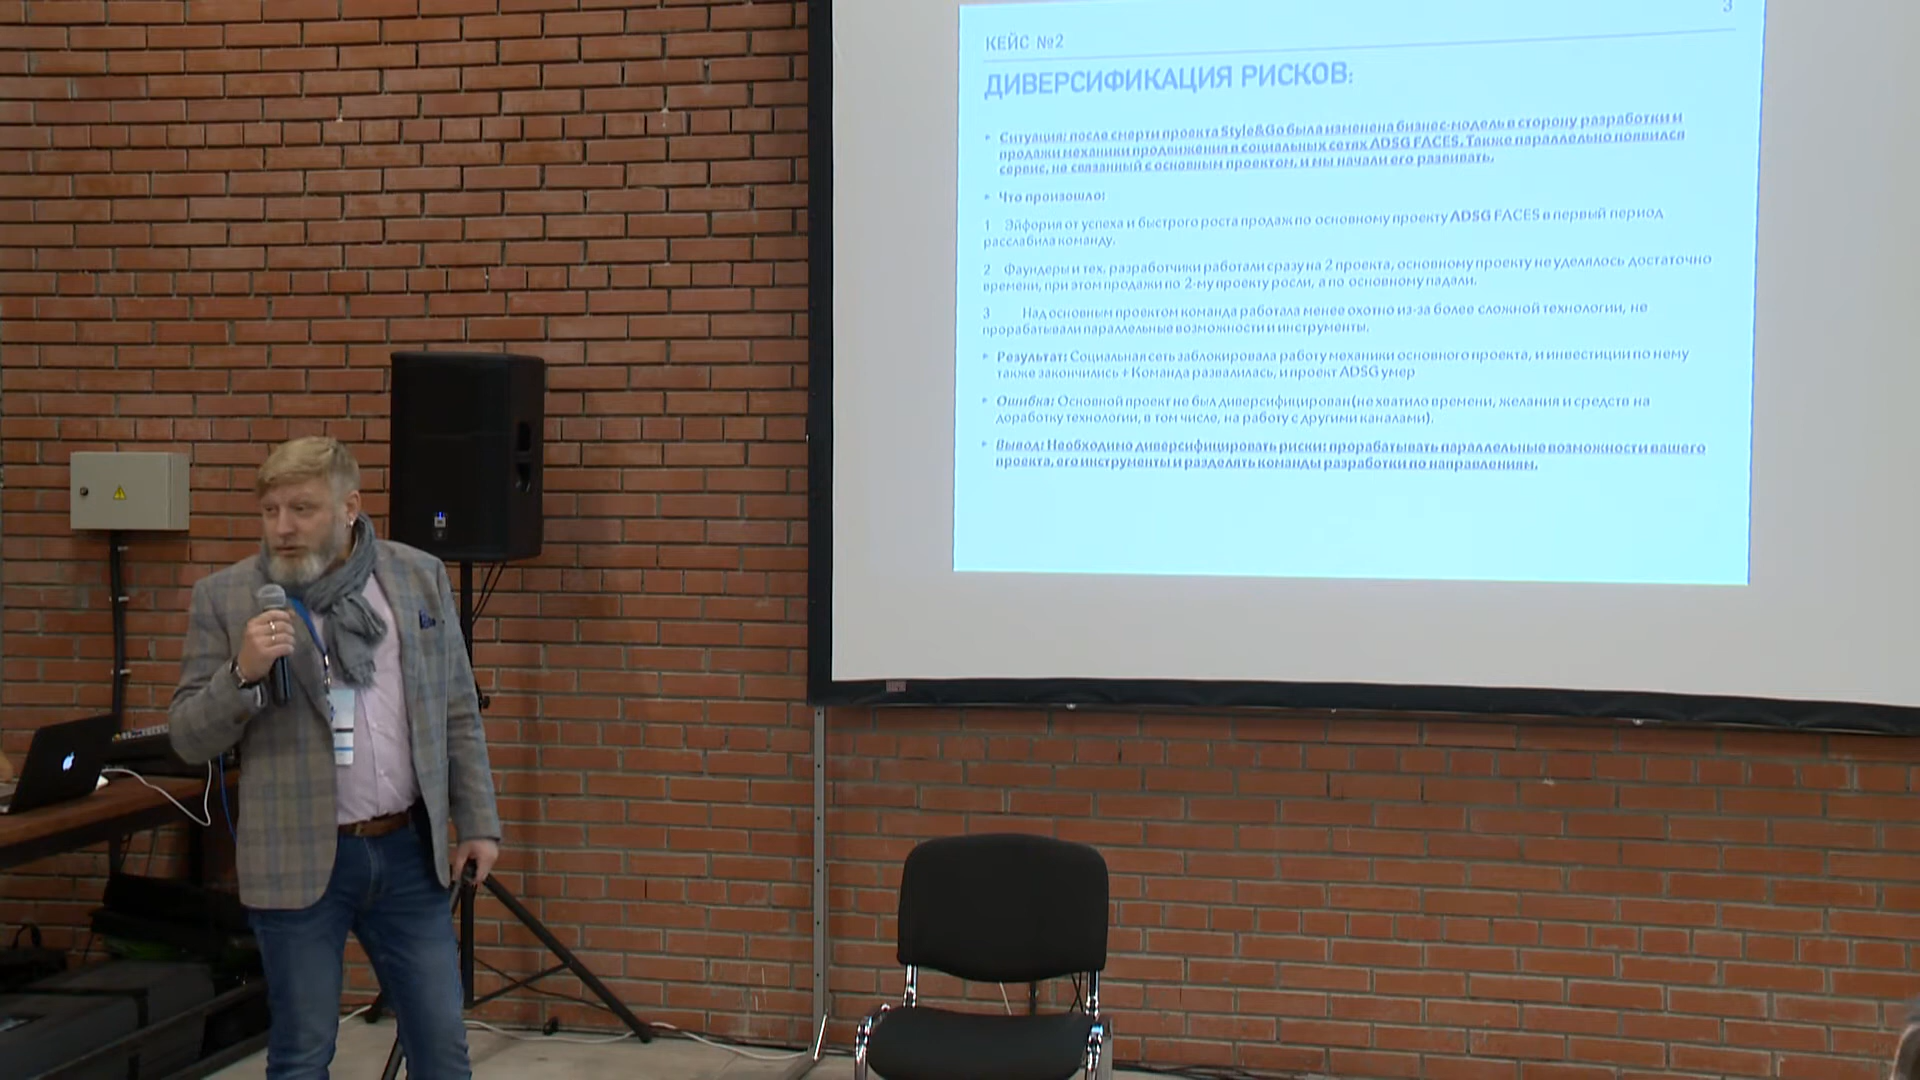 3
КЕЙС №2
ДИВЕРСИФИКАЦИЯ РИСКОВ:
Ситуация: после смерти проекта Style&Go была изменена бизнес-модель в сторону разработки и
продажи механики продвижения в социальных сетях ADSG FACES. Также параллельно появился
сервис, не связанный с основным проектом, и мы начали его развивать.
Что произошло:
1 Эйфория от успеха и быстрого роста продаж по основному проекту ADSG FACES в первый период
расслабила команду.
2 Фаундеры и тех. разработчики работали сразу на 2 проекта, основному проекту не уделялось достаточно
времени, при этом продажи по 2-му проекту росли, а по основному падали.
3 Над основным проектом команда работала менее охотно из-за более сложной технологии, не
прорабатывали параллельные возможности и инструменты.
Результат: Социальная сеть заблокировала работу механики основного проекта, и инвестиции по нему
также закончились + Команда развалилась, и проект ADSG умер
Ошибка: Основной проект не был диверсифицирован (не хватило времени, желания и средств на
доработку технологии, в том числе, на работу с другими каналами).
Вывод: Необходимо диверсифицировать риски: прорабатывать параллельные возможности вашего
проекта, его инструменты и разделять команды разработки по направлениям.